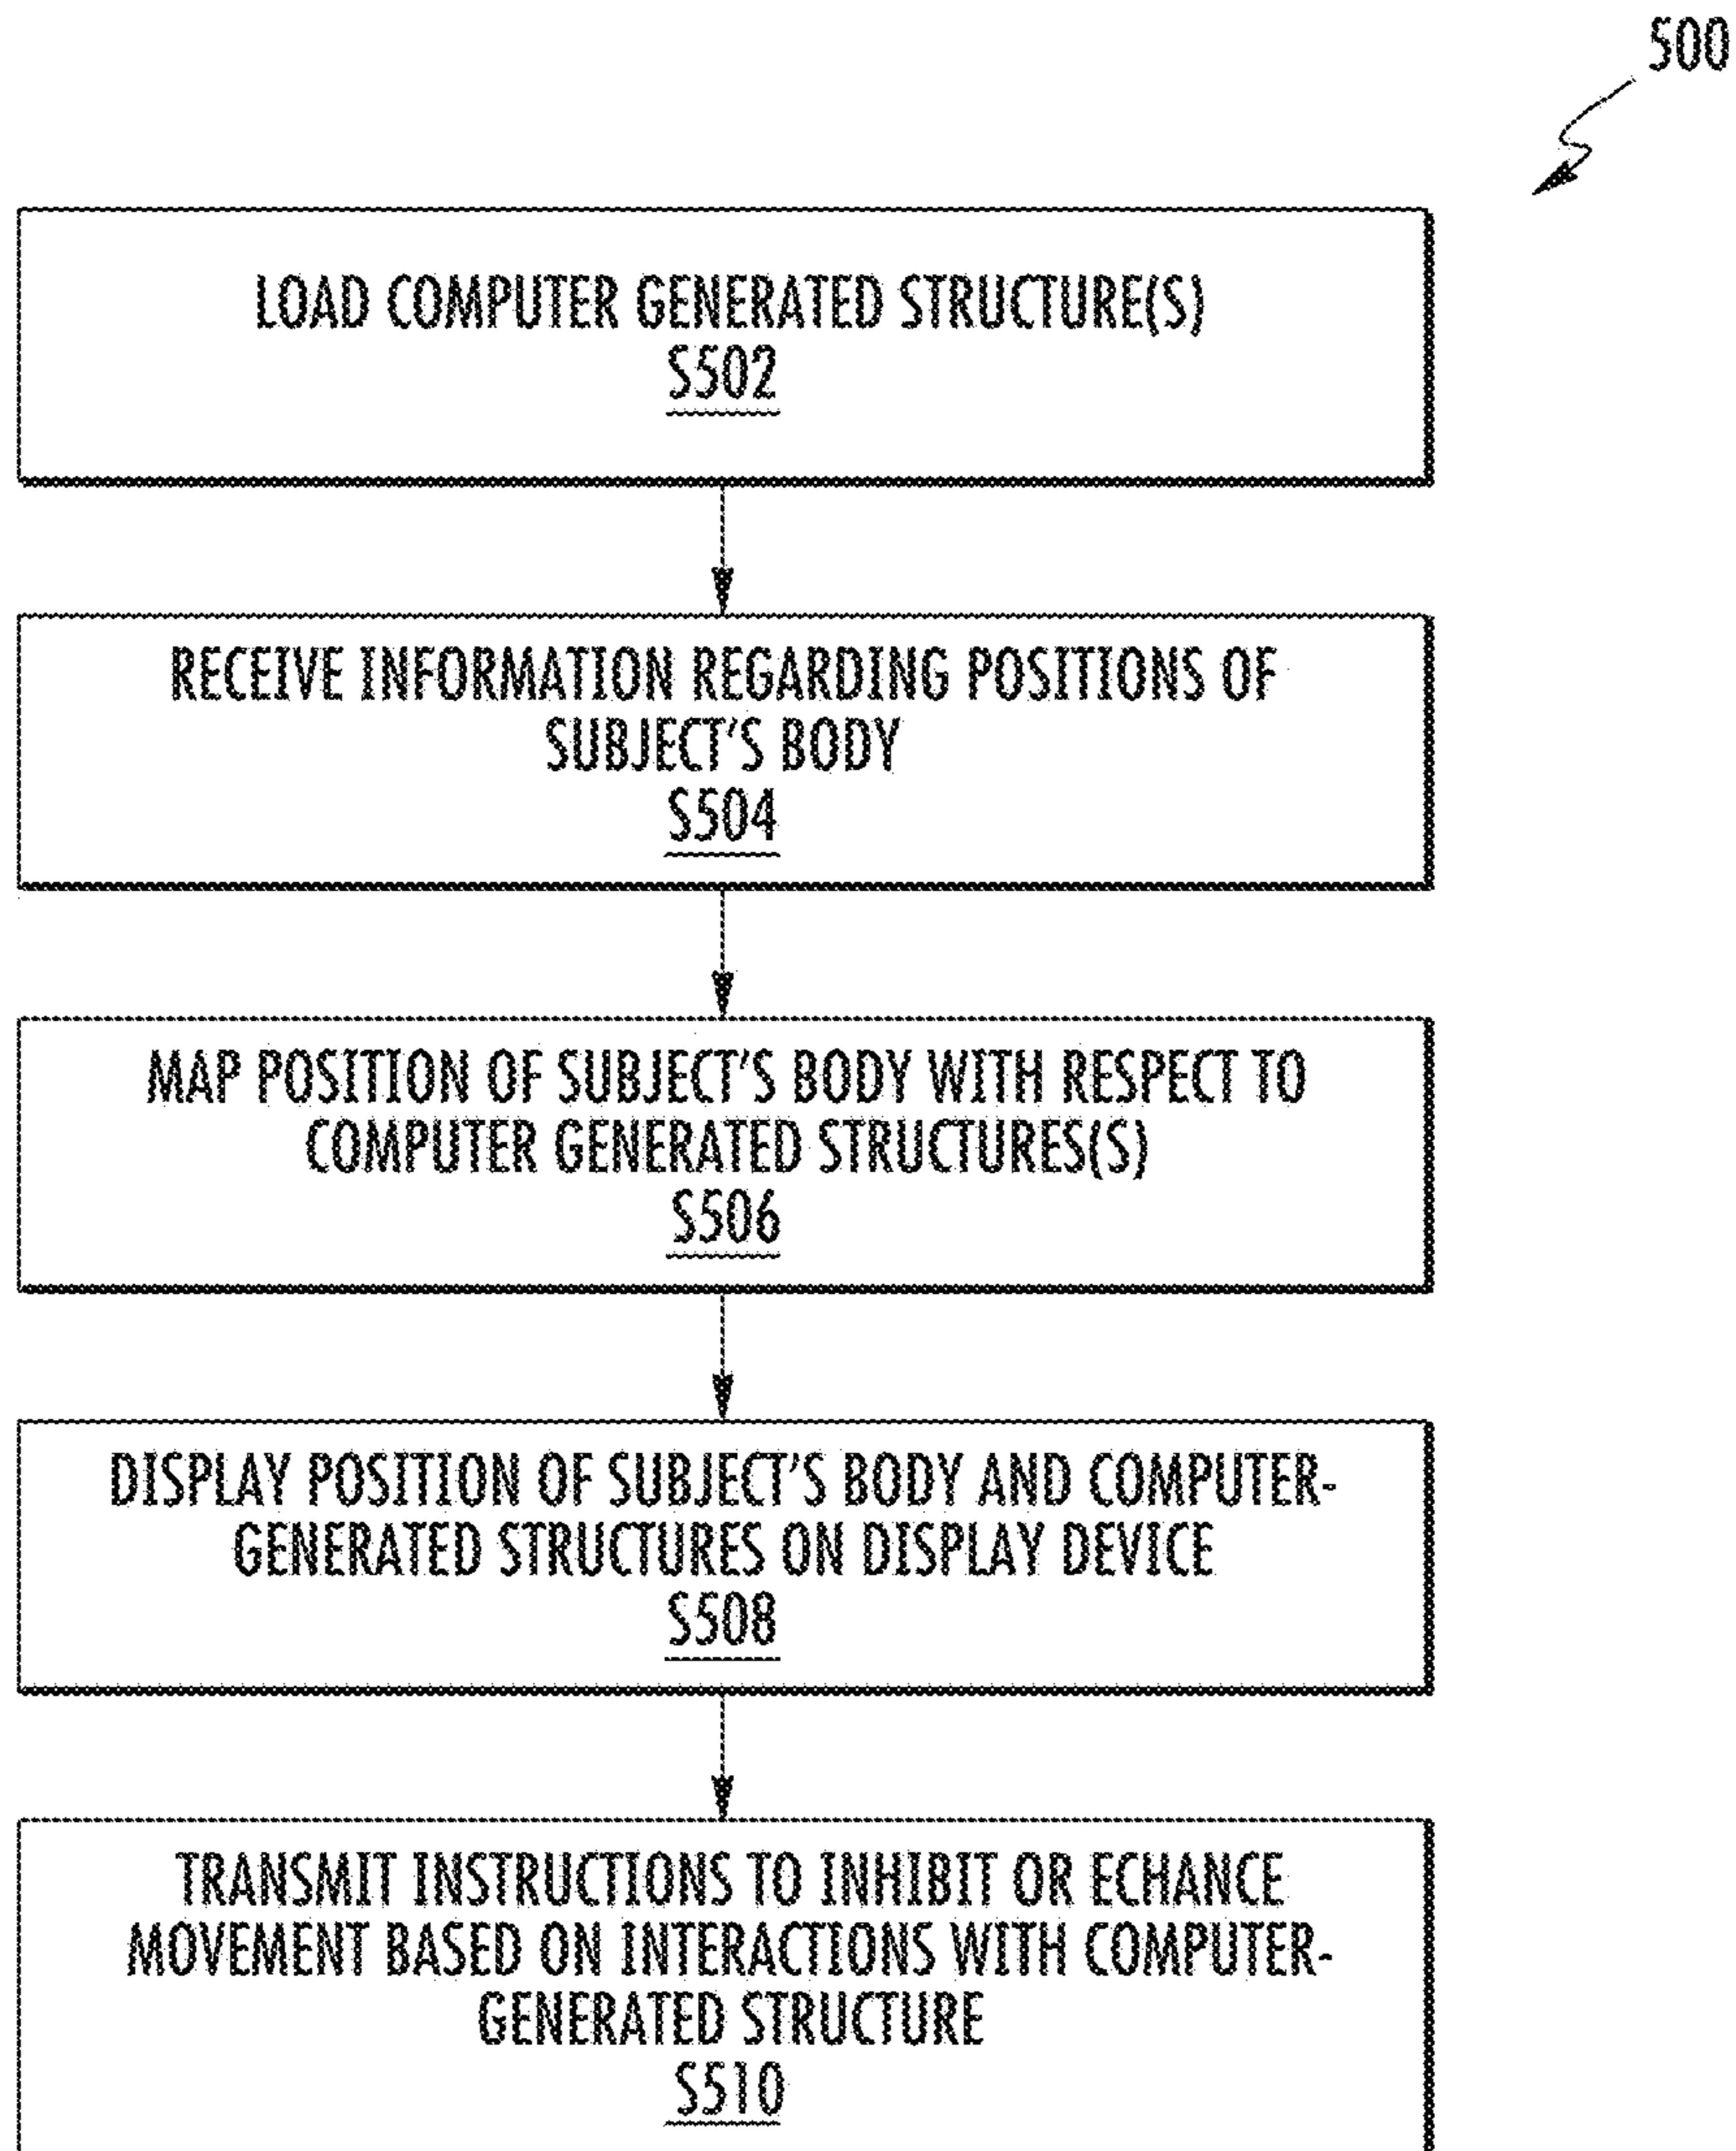 500
LOAD COMPUTER GENERATED STRUCTURE(S)
S502
RECEIVE INFORMATION REGARDING POSITIONS OF
SUBJECT'S BODY
S504
MAP POSITION OF SUBJECT'S BODY WITH RESPECT TO
COMPUTER GENERATED STRUCTURES(S)
S506
DISPLAY POSITION OF SUBJECT'S BODY AND COMPUTER-
GENERATED STRUCTURES ON DISPLAY DEVICE
S508
TRANSMIT INSTRUCTIONS TO INHIBIT OR ECHANCE
MOVEMENT BASED ON INTERACTIONS WITH COMPUTER-
GENERATED STRUCTURE
S510